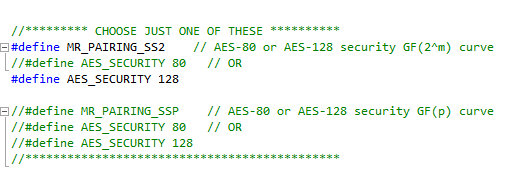 //********* CHOOSE JUST ONE OF THESE **********
#define MR_PAIRING_SS2    // AES-80 or AES-128 security GF(2^m) curve
//#define AES_SECURITY 80   // OR
#define AES_SECURITY 128
//#define MR_PAIRING_SSP    // AES-80 or AES-128 security GF(p) curve
//#define AES_SECURITY 80   // OR
//#define AES_SECURITY 128
//*********************************************